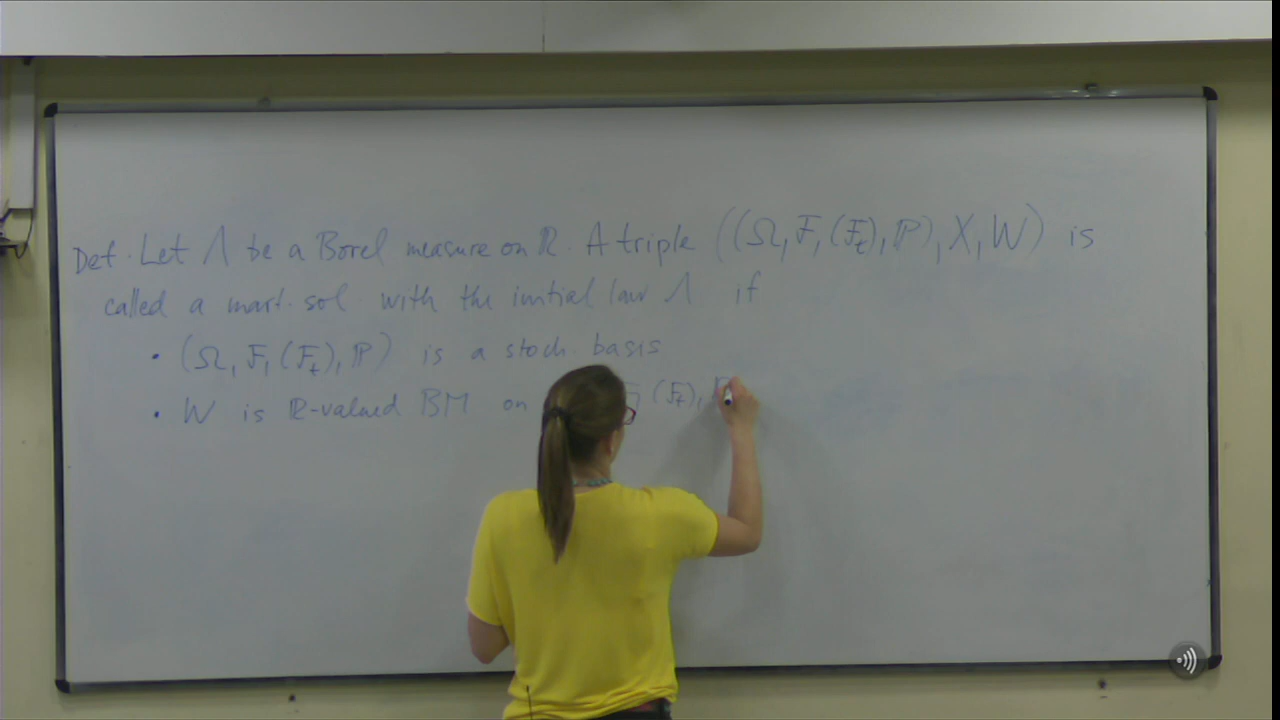 Def. Let Λ be a Borel measure on ℝ. A triple ((Ω, F, (F_t), ℙ), X, W) is
called a mart. sol. with the initial law Λ if
• (Ω, F, (F_t), ℙ) is a stoch. basis
• W is ℝ-valued BM on F, (F_t),